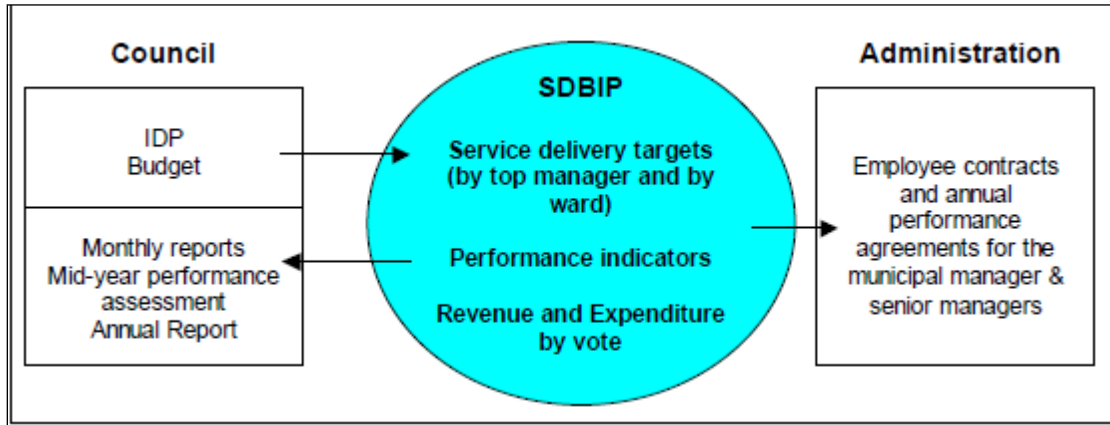 Council
IDP
Budget
Monthly reports
Mid-year performance
assessment
Annual Report
SDBIP
Service delivery targets
(by top manager and by
ward)
Performance indicators
Revenue and Expenditure
by vote
Administration
Employee contracts
and annual
performance
agreements for the
municipal manager &
senior managers